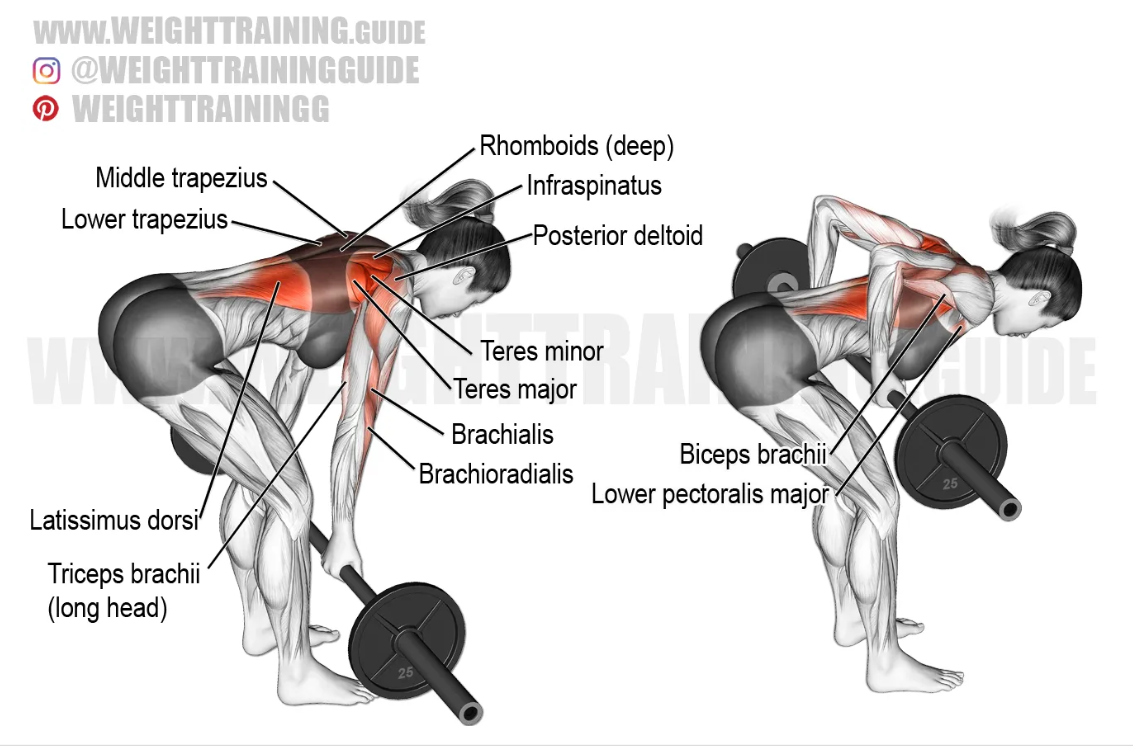 WWW.WEIGHTTRAINING.GUIDE
@WEIGHTTRAININGGUIDE
WEIGHTTRAININGG
Rhomboids (deep)
Middle trapezius
Infraspinatus
Lower trapezius
Posterior deltoid
WWW.WEIGHTTRAINING.GUIDE
Teres minor
Teres major
Brachialis
Brachioradialis
Biceps brachii
Lower pectoralis major
25
Latissimus dorsi
Triceps brachii
(long head)
25